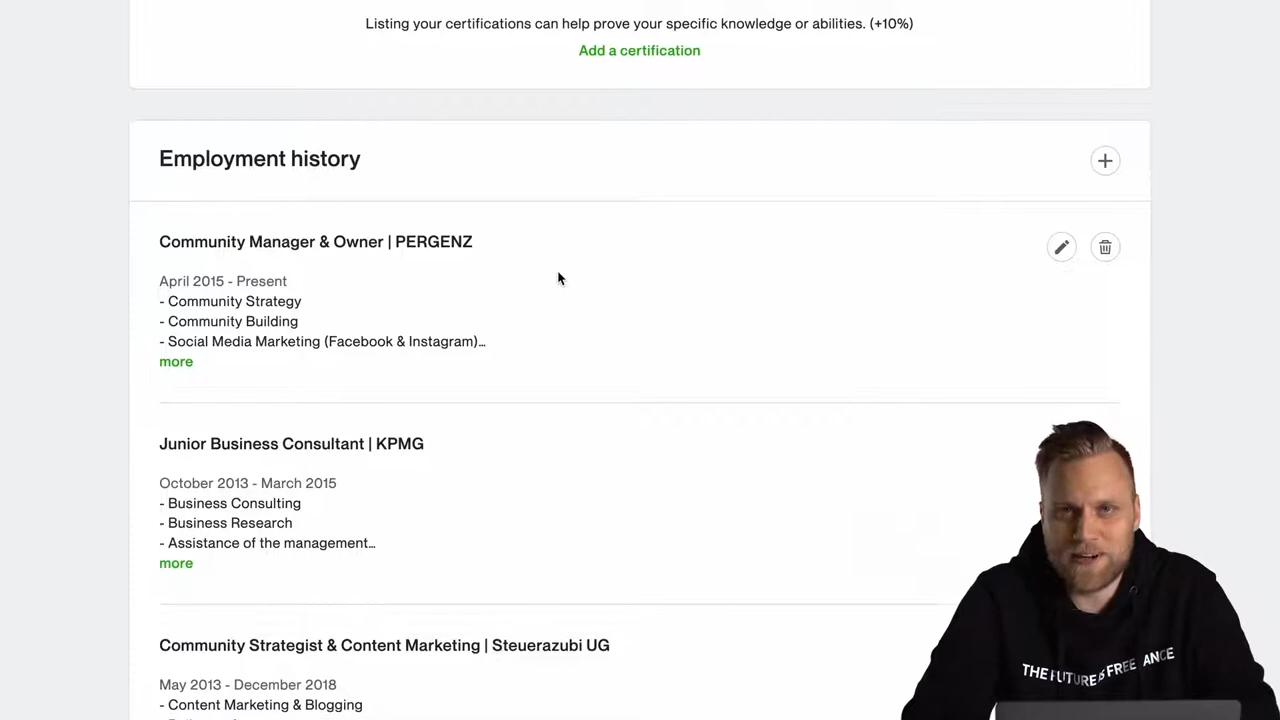 Listing your certifications can help prove your specific knowledge or abilities. (+10%)
Add a certification
Employment history
Community Manager & Owner | PERGENZ
April 2015 - Present
- Community Strategy
- Community Building
- Social Media Marketing (Facebook & Instagram)...
more
Junior Business Consultant | KPMG
October 2013 - March 2015
- Business Consulting
- Business Research
- Assistance of the management...
more
Community Strategist & Content Marketing | Steuerazubi UG
May 2013 - December 2018
- Content Marketing & Blogging
THE FUTURE IS FREELANCE